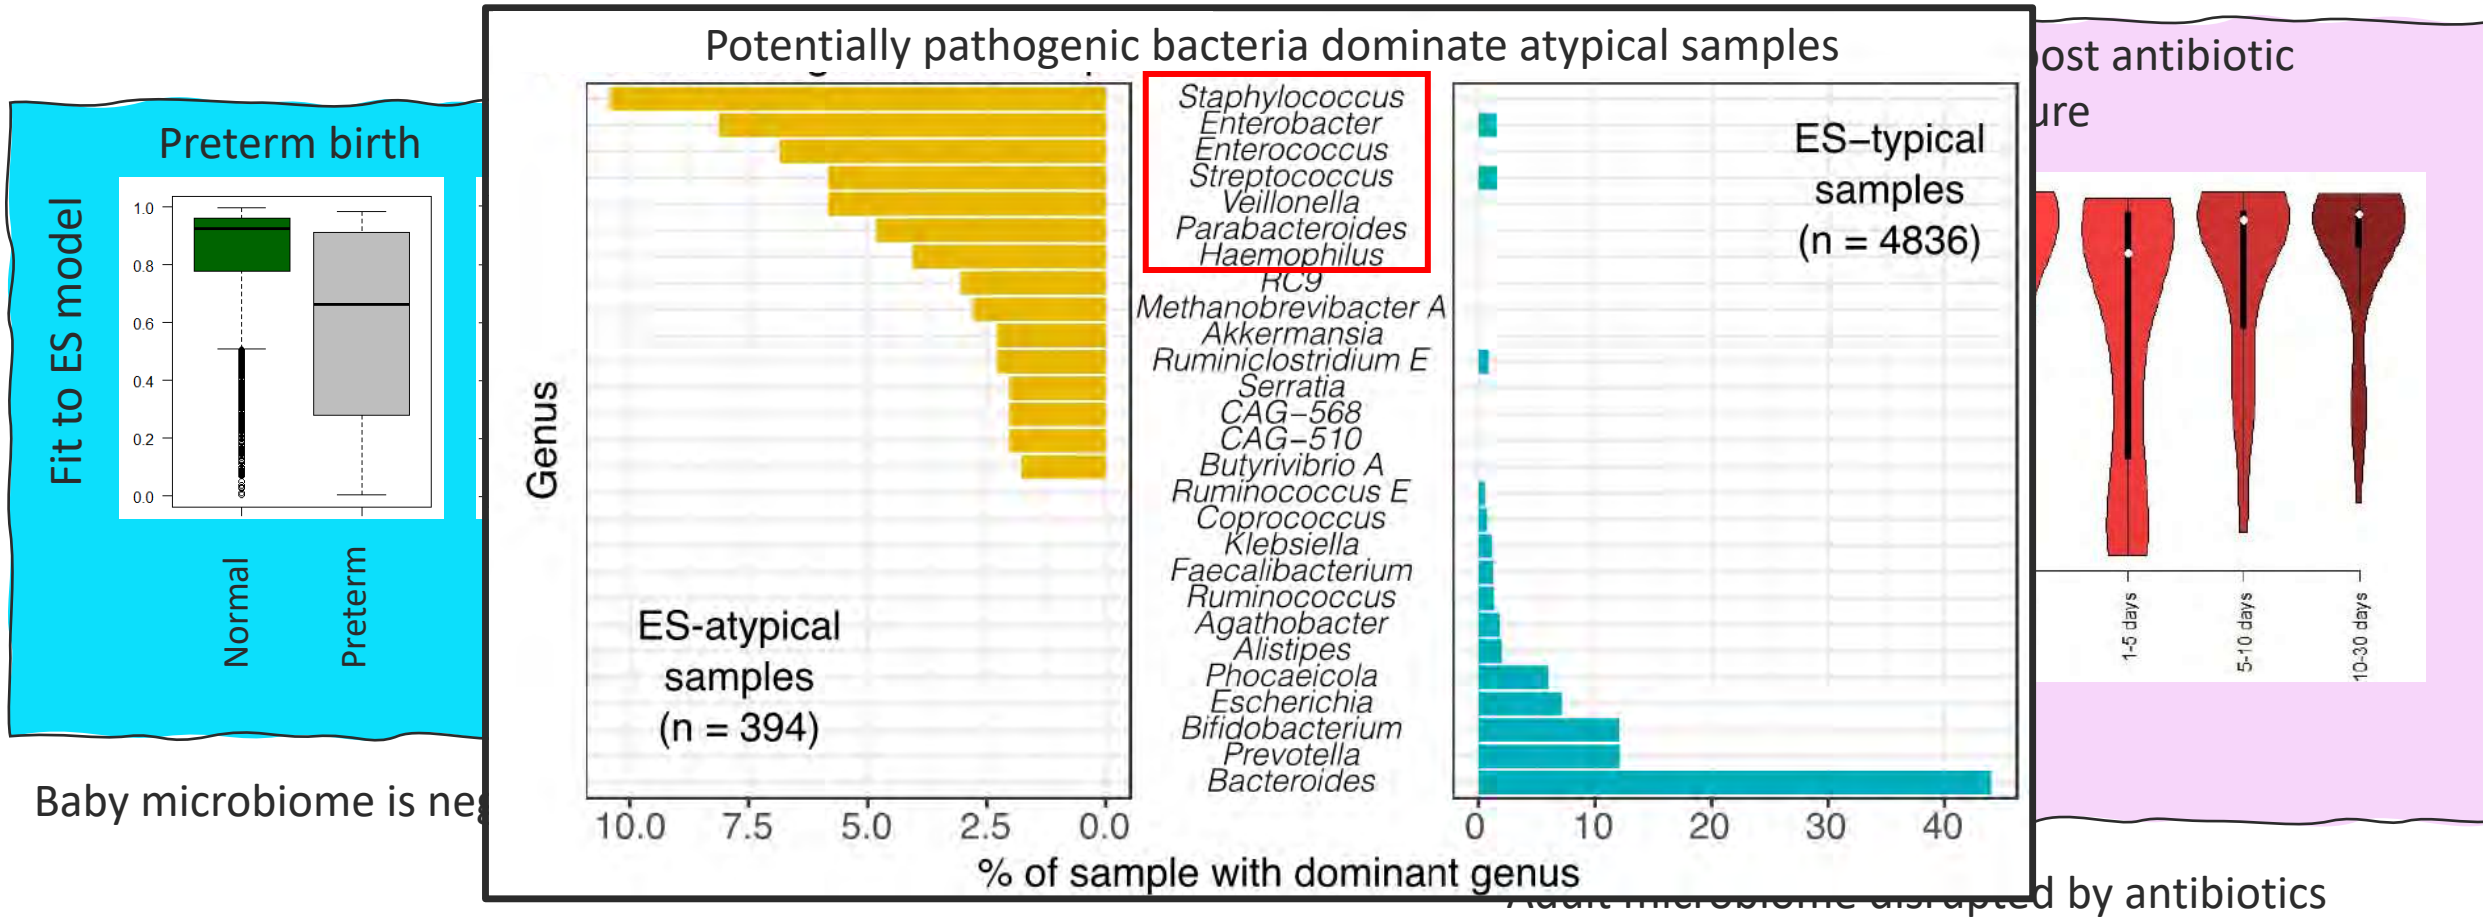 Potentially pathogenic bacteria dominate atypical samples
Preterm birth
Fit to ES model
1.0
0.8
0.6
0.4
0.2
0.0
Normal
Preterm
Baby microbiome is
Genus
ES-atypical
samples
(n = 394)
10.0 7.5 5.0 2.5 0.0
Staphylococcus
Enterobacter
Enterococcus
Streptococcus
Veillonella
Parabacteroides
Haemophilus
RC9
Methanobrevibacter A
Akkermansia
Ruminiclostridium E
Serratia
CAG-568
CAG-510
Butyrivibrio A
Ruminococcus E
Coprococcus
Klebsiella
Faecalibacterium
Ruminococcus
Agathobacter
Alistipes
Phocaeicola
Escherichia
Bifidobacterium
Prevotella
Bacteroides
ES-typical
samples
(n = 4836)
0 10 20 30 40
% of sample with dominant genus
post antibiotic
ure
1-5 days
5-10 days
10-30 days
Adult microbiome disrupted by antibiotics